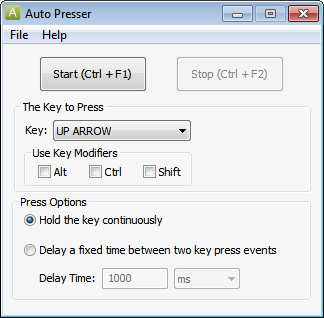 A Auto Presser
File Help
Start (Ctrl + F1) Stop (Ctrl + F2)
The Key to Press
Key: UP ARROW
Use Key Modifiers
Alt Ctrl Shift
Press Options
Hold the key continuously
Delay a fixed time between two key press events
Delay Time: 1000 ms